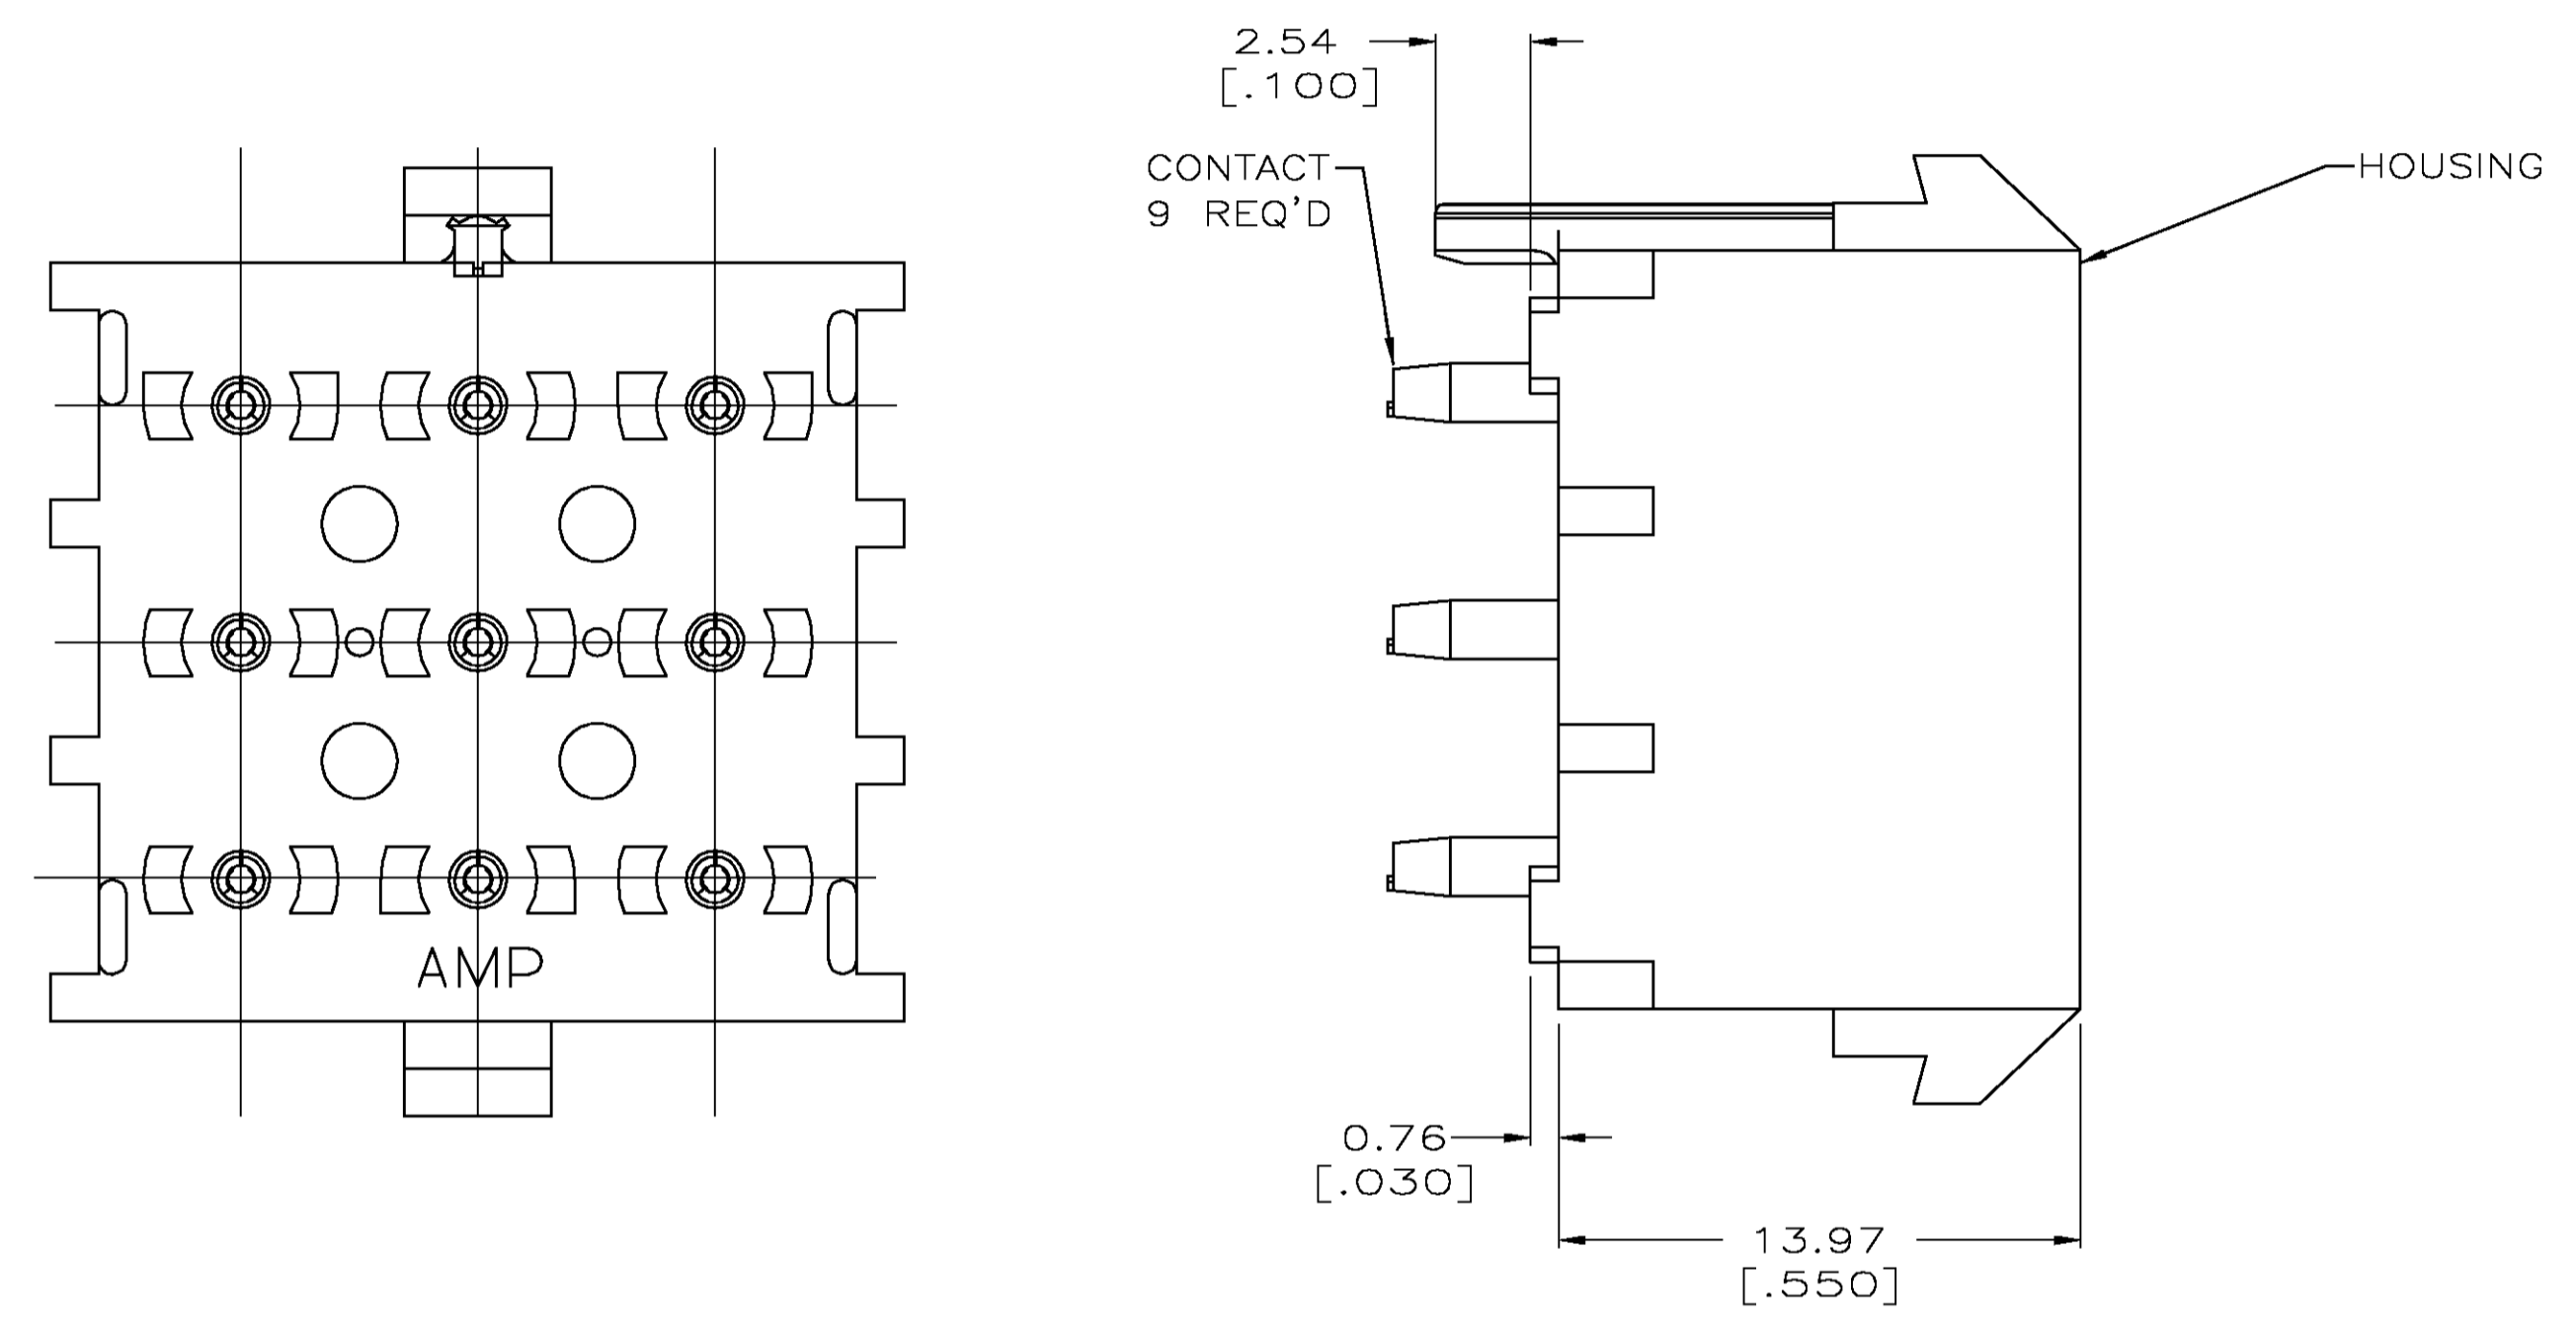 2.54
[.100]
CONTACT
9 REQ'D
HOUSING
AMP
0.76
[.030]
13.97
[.550]